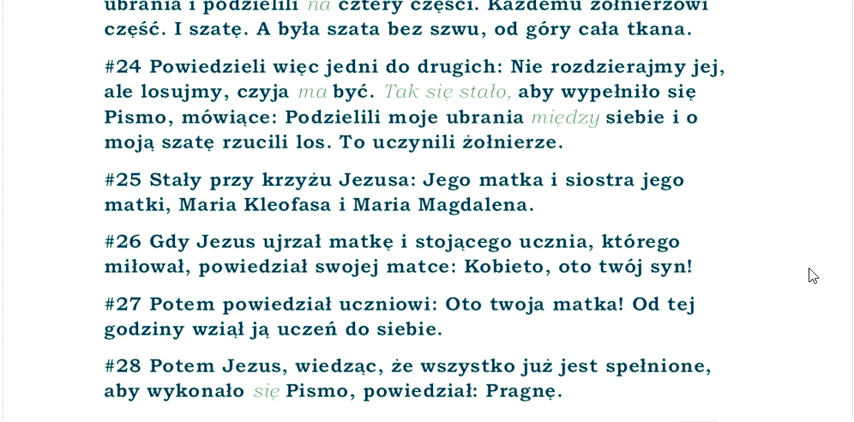 ubrania i podzielili na cztery części. Każdemu żołnierzowi
część. I szatę. A była szata bez szwu, od góry cała tkana.
#24 Powiedzieli więc jedni do drugich: Nie rozdzierajmy jej,
ale losujmy, czyja ma być. Tak się stało, aby wypełniło się
Pismo, mówiące: Podzielili moje ubrania między siebie i o
moją szatę rzucili los. To uczynili żołnierze.
#25 Stały przy krzyżu Jezusa: Jego matka i siostra jego
matki, Maria Kleofasa i Maria Magdalena.
#26 Gdy Jezus ujrzał matkę i stojącego ucznia, którego
miłował, powiedział swojej matce: Kobieto, oto twój syn!
#27 Potem powiedział uczniowi: Oto twoja matka! Od tej
godziny wziął ją uczeń do siebie.
#28 Potem Jezus, wiedząc, że wszystko już jest spełnione,
aby wykonało się Pismo, powiedział: Pragnę.